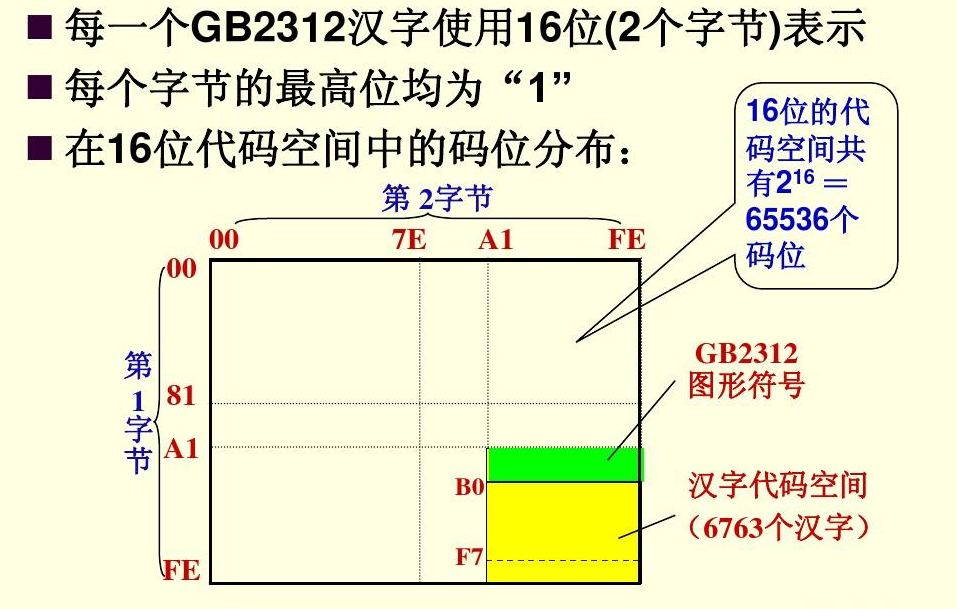 ■ 每一个GB2312汉字使用16位(2个字节)表示
■ 每个字节的最高位均为“1”
■ 在16位代码空间中的码位分布：
16位的代
码空间共
有2¹⁶＝
65536个
码位
第 2字节
00 7E A1 FE
00
第
1
字
节
81
A1
B0
F7
FE
GB2312
图形符号
汉字代码空间
（6763个汉字）